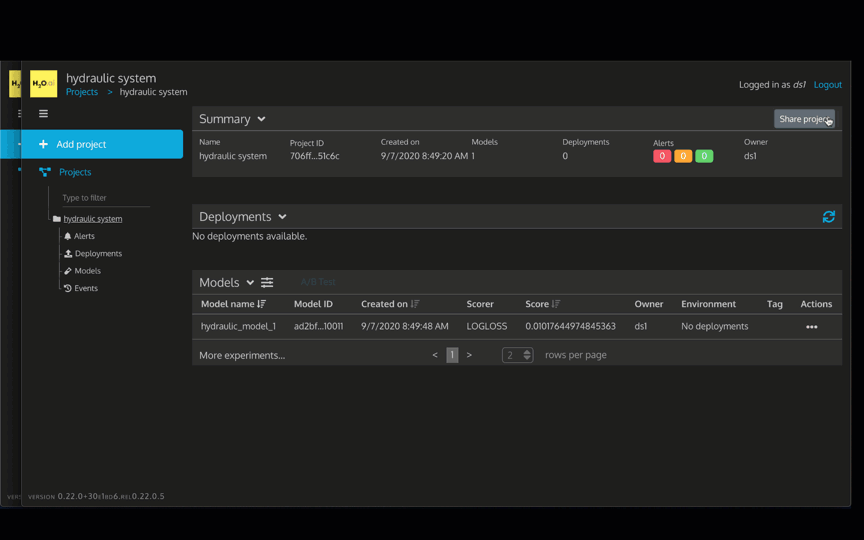 H2O.ai
hydraulic system
Projects > hydraulic system
Logged in as ds1 Logout
+ Add project
Projects
Type to filter
hydraulic system
Alerts
Deployments
Models
Events
Summary
Share project
Name Project ID Created on Models Deployments Alerts Owner
hydraulic system 706ff...51c6c 9/7/2020 8:49:20 AM 1 0 0 0 0 ds1
Deployments
No deployments available.
Models A/B Test
Model name Model ID Created on Scorer Score Owner Environment Tag Actions
hydraulic_model_1 ad2bf...10011 9/7/2020 8:49:48 AM LOGLOSS 0.01017644974845363 ds1 No deployments •••
More experiments... < 1 > 2 rows per page
VERSION 0.22.0+30e1bd6.rel0.22.0.5